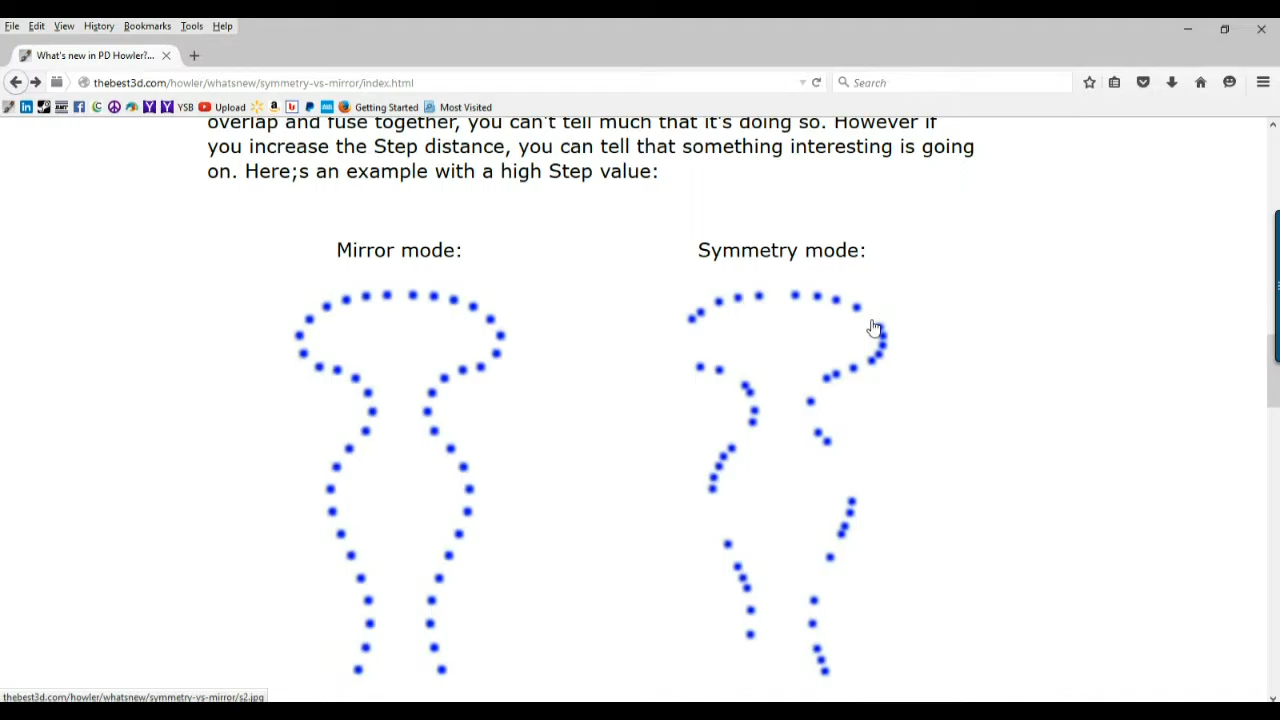 File Edit View History Bookmarks Tools Help
What's new in PD Howler?...
thebest3d.com/howler/whatsnew/symmetry-vs-mirror/index.html
Search
YSB Upload Getting Started Most Visited
overlap and fuse together, you can't tell much that it's doing so. However if
you increase the Step distance, you can tell that something interesting is going
on. Here;s an example with a high Step value:
Mirror mode: Symmetry mode:
thebest3d.com/howler/whatsnew/symmetry-vs-mirror/s2.jpg